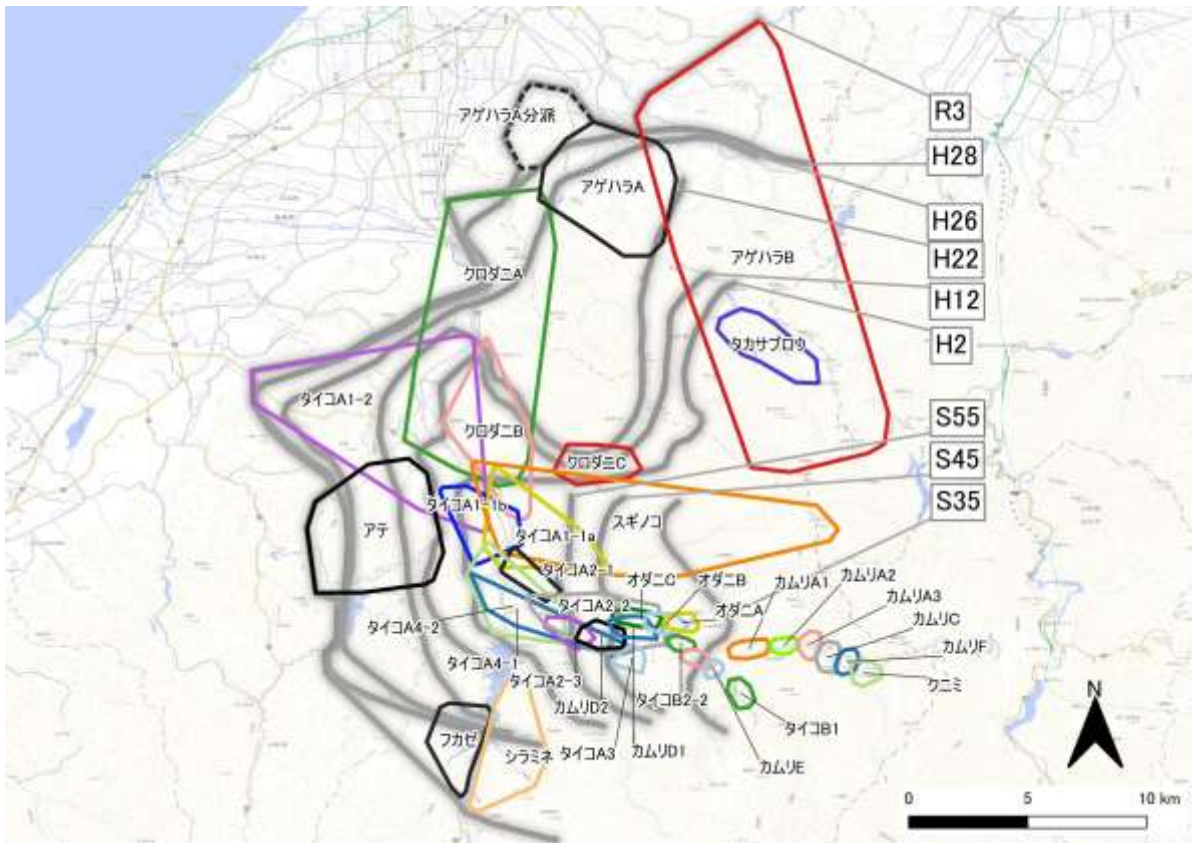 アゲハラA分派
R3
H28
アゲハラA
H26
アゲハラB
H22
クロダニA
H12
タカサブロウ
H2
タイコA1-2
クロダニB
S55
クロダニC
S45
タイコA1-1b
S35
アテ
スギノコ
タイコA1-1a
タイコA2-1
オダニC
オダニB
カムリA1
カムリA2
タイコA2-2
オダニA
カムリA3
タイコA4-2
カムリC
カムリF
タイコA4-1
タイコA2-3
クニミ
カムリD2
タイコB2-2
N
フカゼ
シラミネ
タイコA3
カムリD1
タイコB1
カムリE
0
5
10 km